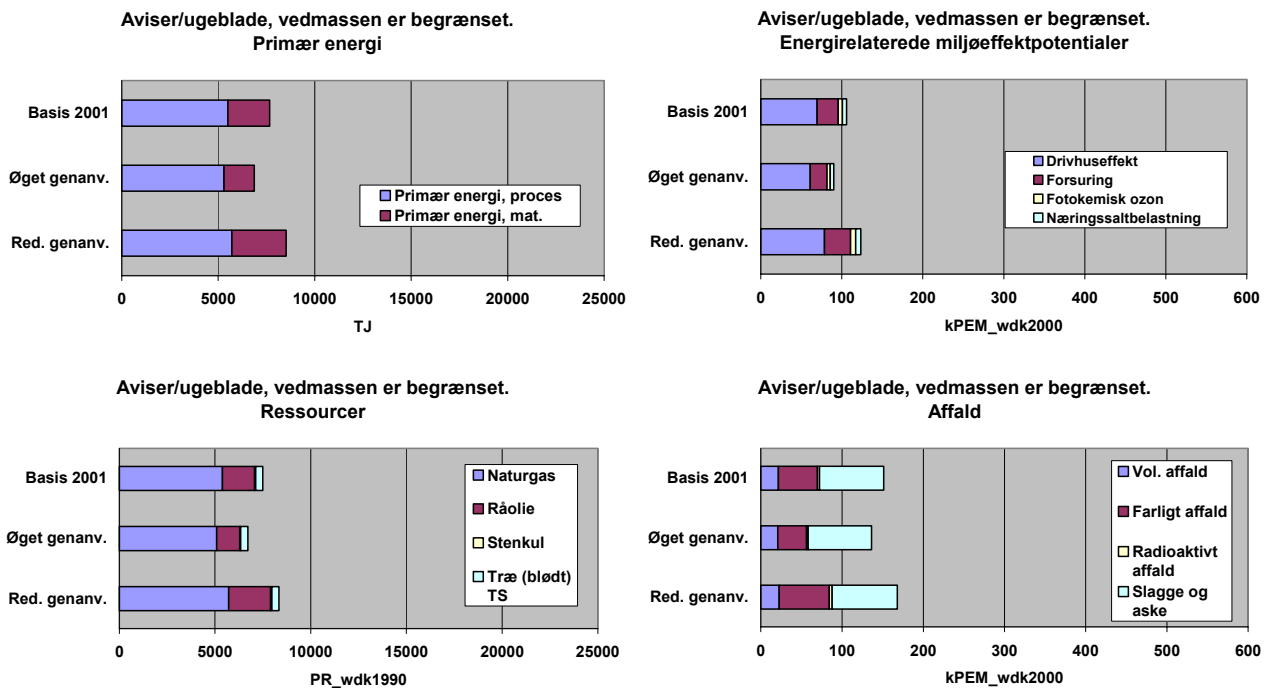 Aviser/ugeblade, vedmassen er begrænset.
Primær energi
Basis 2001
Øget genanv.
Red. genanv.
Primær energi, proces
Primær energi, mat.
0 5000 10000 15000 20000 25000
TJ
Aviser/ugeblade, vedmassen er begrænset.
Energirelaterede miljøeffektpotentialer
Basis 2001
Øget genanv.
Red. genanv.
Drivhuseffekt
Forsuring
Fotokemisk ozon
Næringssaltbelastning
0 100 200 300 400 500 600
kPEM_wdk2000
Aviser/ugeblade, vedmassen er begrænset.
Ressourcer
Basis 2001
Øget genanv.
Red. genanv.
Naturgas
Råolie
Stenkul
Træ (blødt)
TS
0 5000 10000 15000 20000 25000
PR_wdk1990
Aviser/ugeblade, vedmassen er begrænset.
Affald
Basis 2001
Øget genanv.
Red. genanv.
Vol. affald
Farligt affald
Radioaktivt
affald
Slagge og
aske
0 100 200 300 400 500 600
kPEM_wdk2000